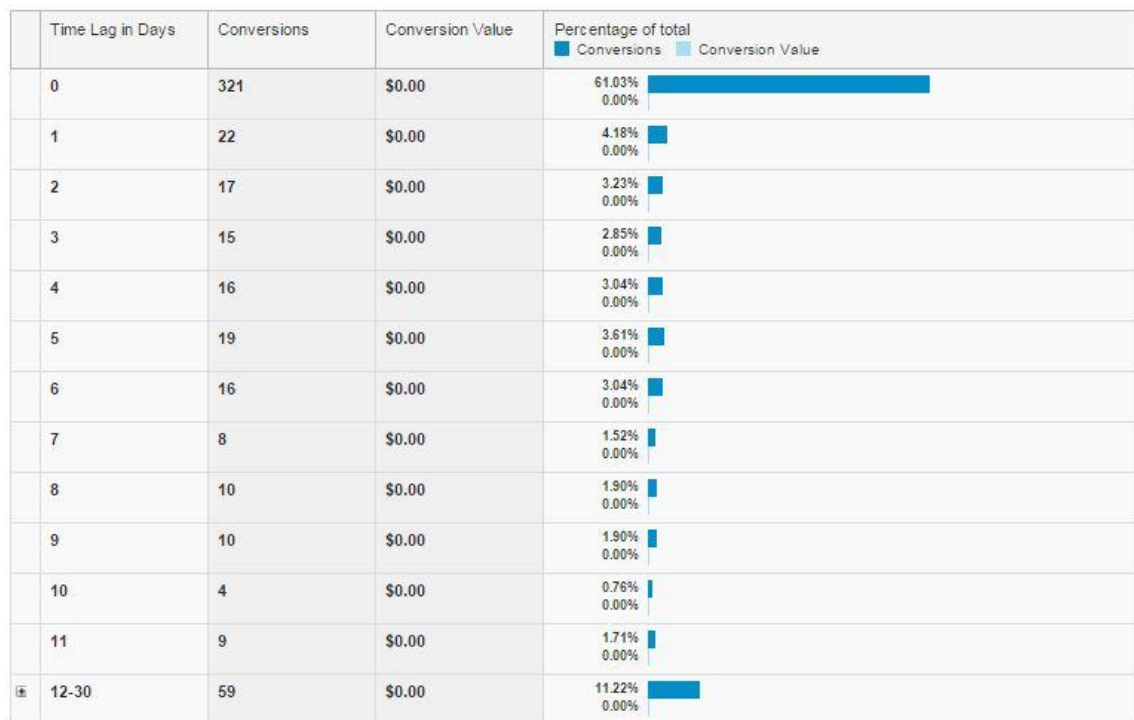 Time Lag in Days Conversions Conversion Value Percentage of total
Conversions Conversion Value
0 321 $0.00 61.03%
0.00%
1 22 $0.00 4.18%
0.00%
2 17 $0.00 3.23%
0.00%
3 15 $0.00 2.85%
0.00%
4 16 $0.00 3.04%
0.00%
5 19 $0.00 3.61%
0.00%
6 16 $0.00 3.04%
0.00%
7 8 $0.00 1.52%
0.00%
8 10 $0.00 1.90%
0.00%
9 10 $0.00 1.90%
0.00%
10 4 $0.00 0.76%
0.00%
11 9 $0.00 1.71%
0.00%
12-30 59 $0.00 11.22%
0.00%